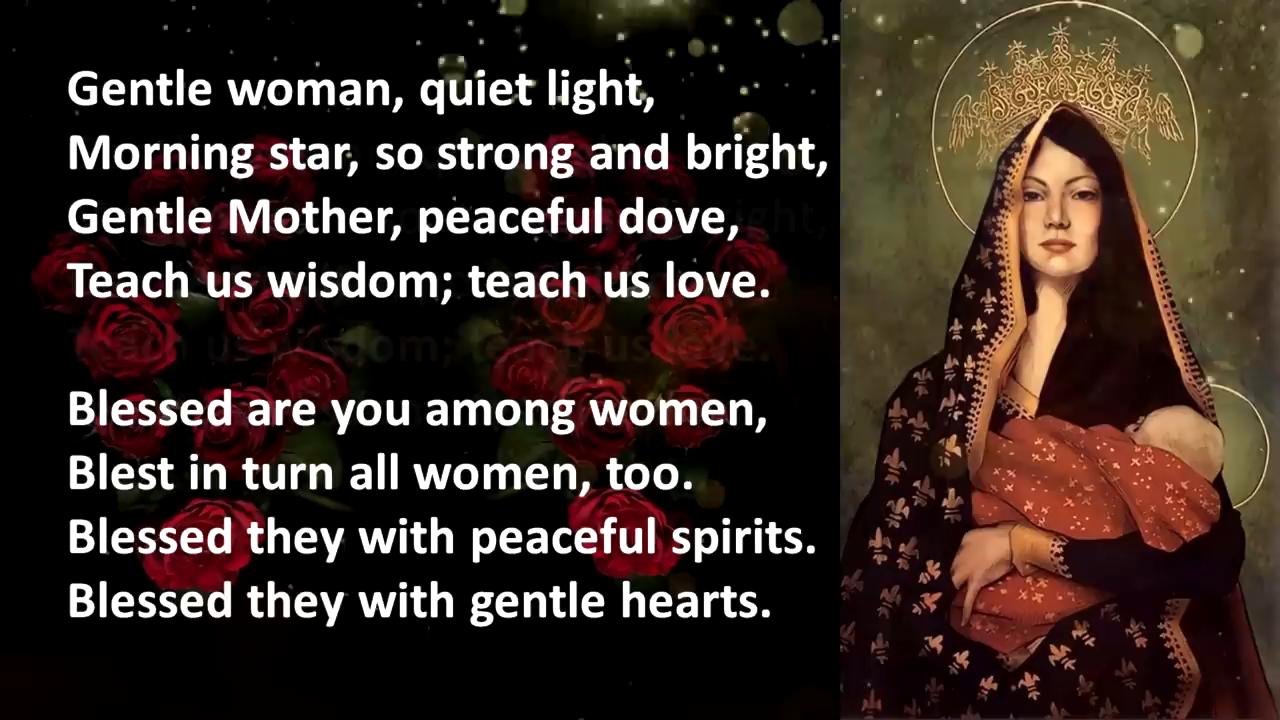 Gentle woman, quiet light,
Morning star, so strong and bright,
Gentle Mother, peaceful dove,
Teach us wisdom; teach us love.
Blessed are you among women,
Blest in turn all women, too.
Blessed they with peaceful spirits.
Blessed they with gentle hearts.